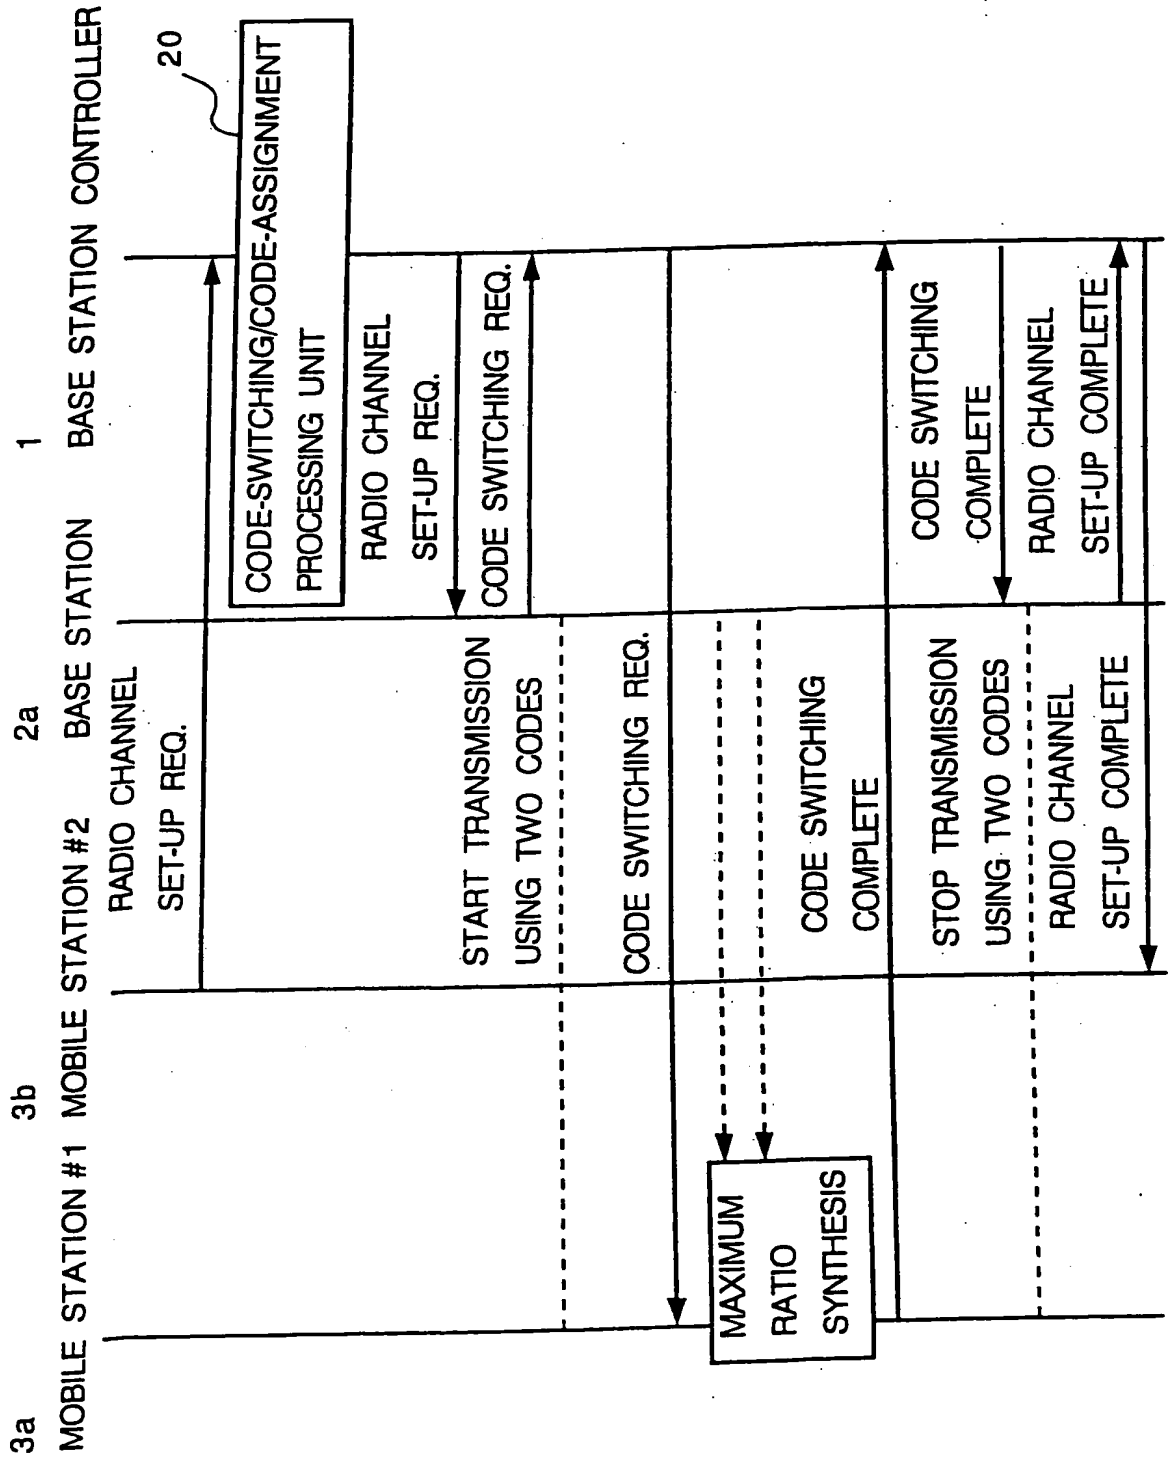 3a
3b
2a
1
MOBILE STATION #1
MOBILE STATION #2
BASE STATION
BASE STATION CONTROLLER
RADIO CHANNEL
SET-UP REQ.
20
CODE-SWITCHING/CODE-ASSIGNMENT
PROCESSING UNIT
RADIO CHANNEL
SET-UP REQ.
START TRANSMISSION
USING TWO CODES
CODE SWITCHING REQ.
CODE SWITCHING REQ.
MAXIMUM
RATIO
SYNTHESIS
CODE SWITCHING
COMPLETE
CODE SWITCHING
COMPLETE
STOP TRANSMISSION
USING TWO CODES
RADIO CHANNEL
SET-UP COMPLETE
RADIO CHANNEL
SET-UP COMPLETE